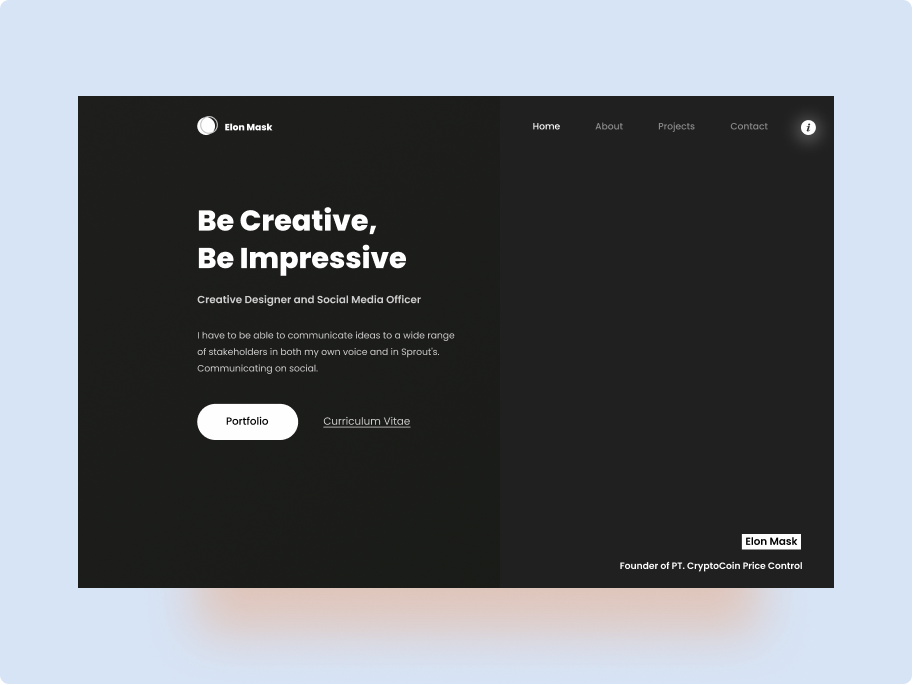 Elon Mask
Home About Projects Contact
i
Be Creative,
Be Impressive
Creative Designer and Social Media Officer
I have to be able to communicate ideas to a wide range
of stakeholders in both my own voice and in Sprout's.
Communicating on social.
Portfolio Curriculum Vitae
Elon Mask
Founder of PT. CryptoCoin Price Control